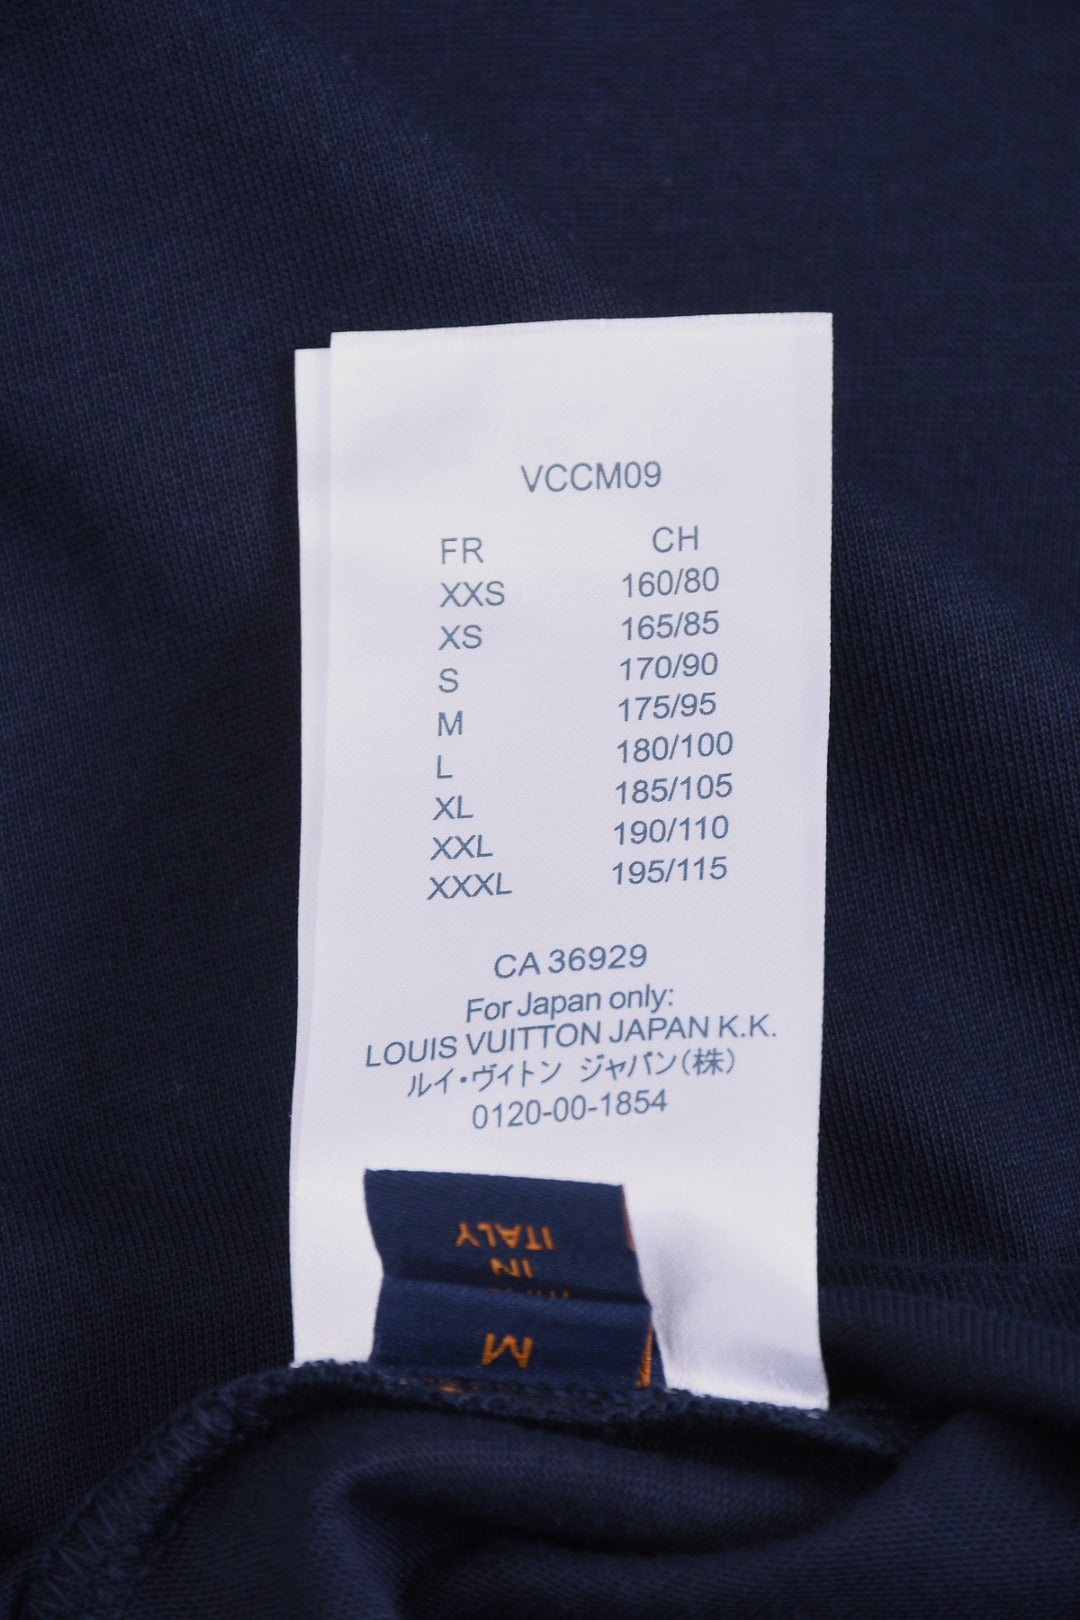 VCCM09
FR CH
XXS 160/80
XS 165/85
S 170/90
M 175/95
L 180/100
XL 185/105
XXL 190/110
XXXL 195/115
CA 36929
For Japan only:
LOUIS VUITTON JAPAN K.K.
ルイ・ヴィトン ジャパン(株)
0120-00-1854
M
IN
ITALY